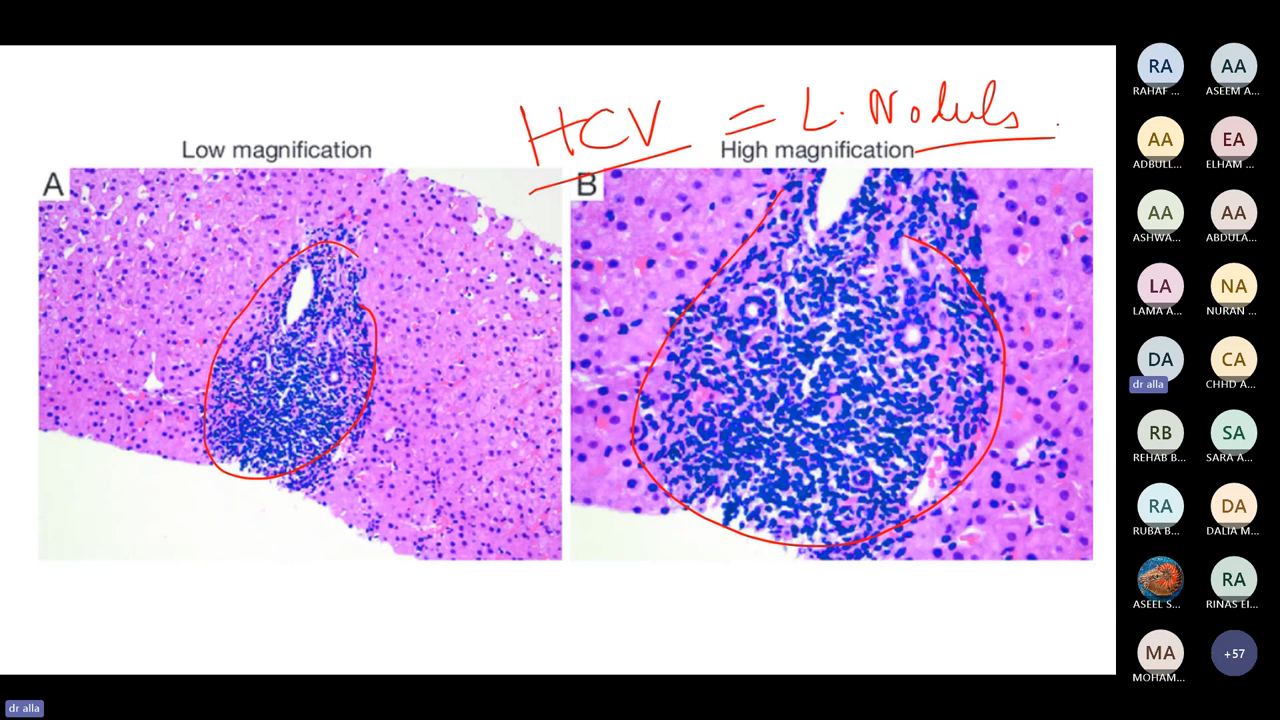 HCV = L. Noduls
Low magnification
High magnification
A
B
RA
AA
RAHAF ...
ASEEM A...
AA
EA
ADBULL...
ELHAM ...
AA
AA
ASHWA...
ABDULA...
LA
NA
LAMA A...
NURAN ...
DA
CA
dr alla
CHHD A...
RB
SA
REHAB B...
SARA A...
RA
DA
RUBA B...
DALIA M...
RA
ASEEL S...
RINAS EI...
MA
+57
MOHAM...
dr alla